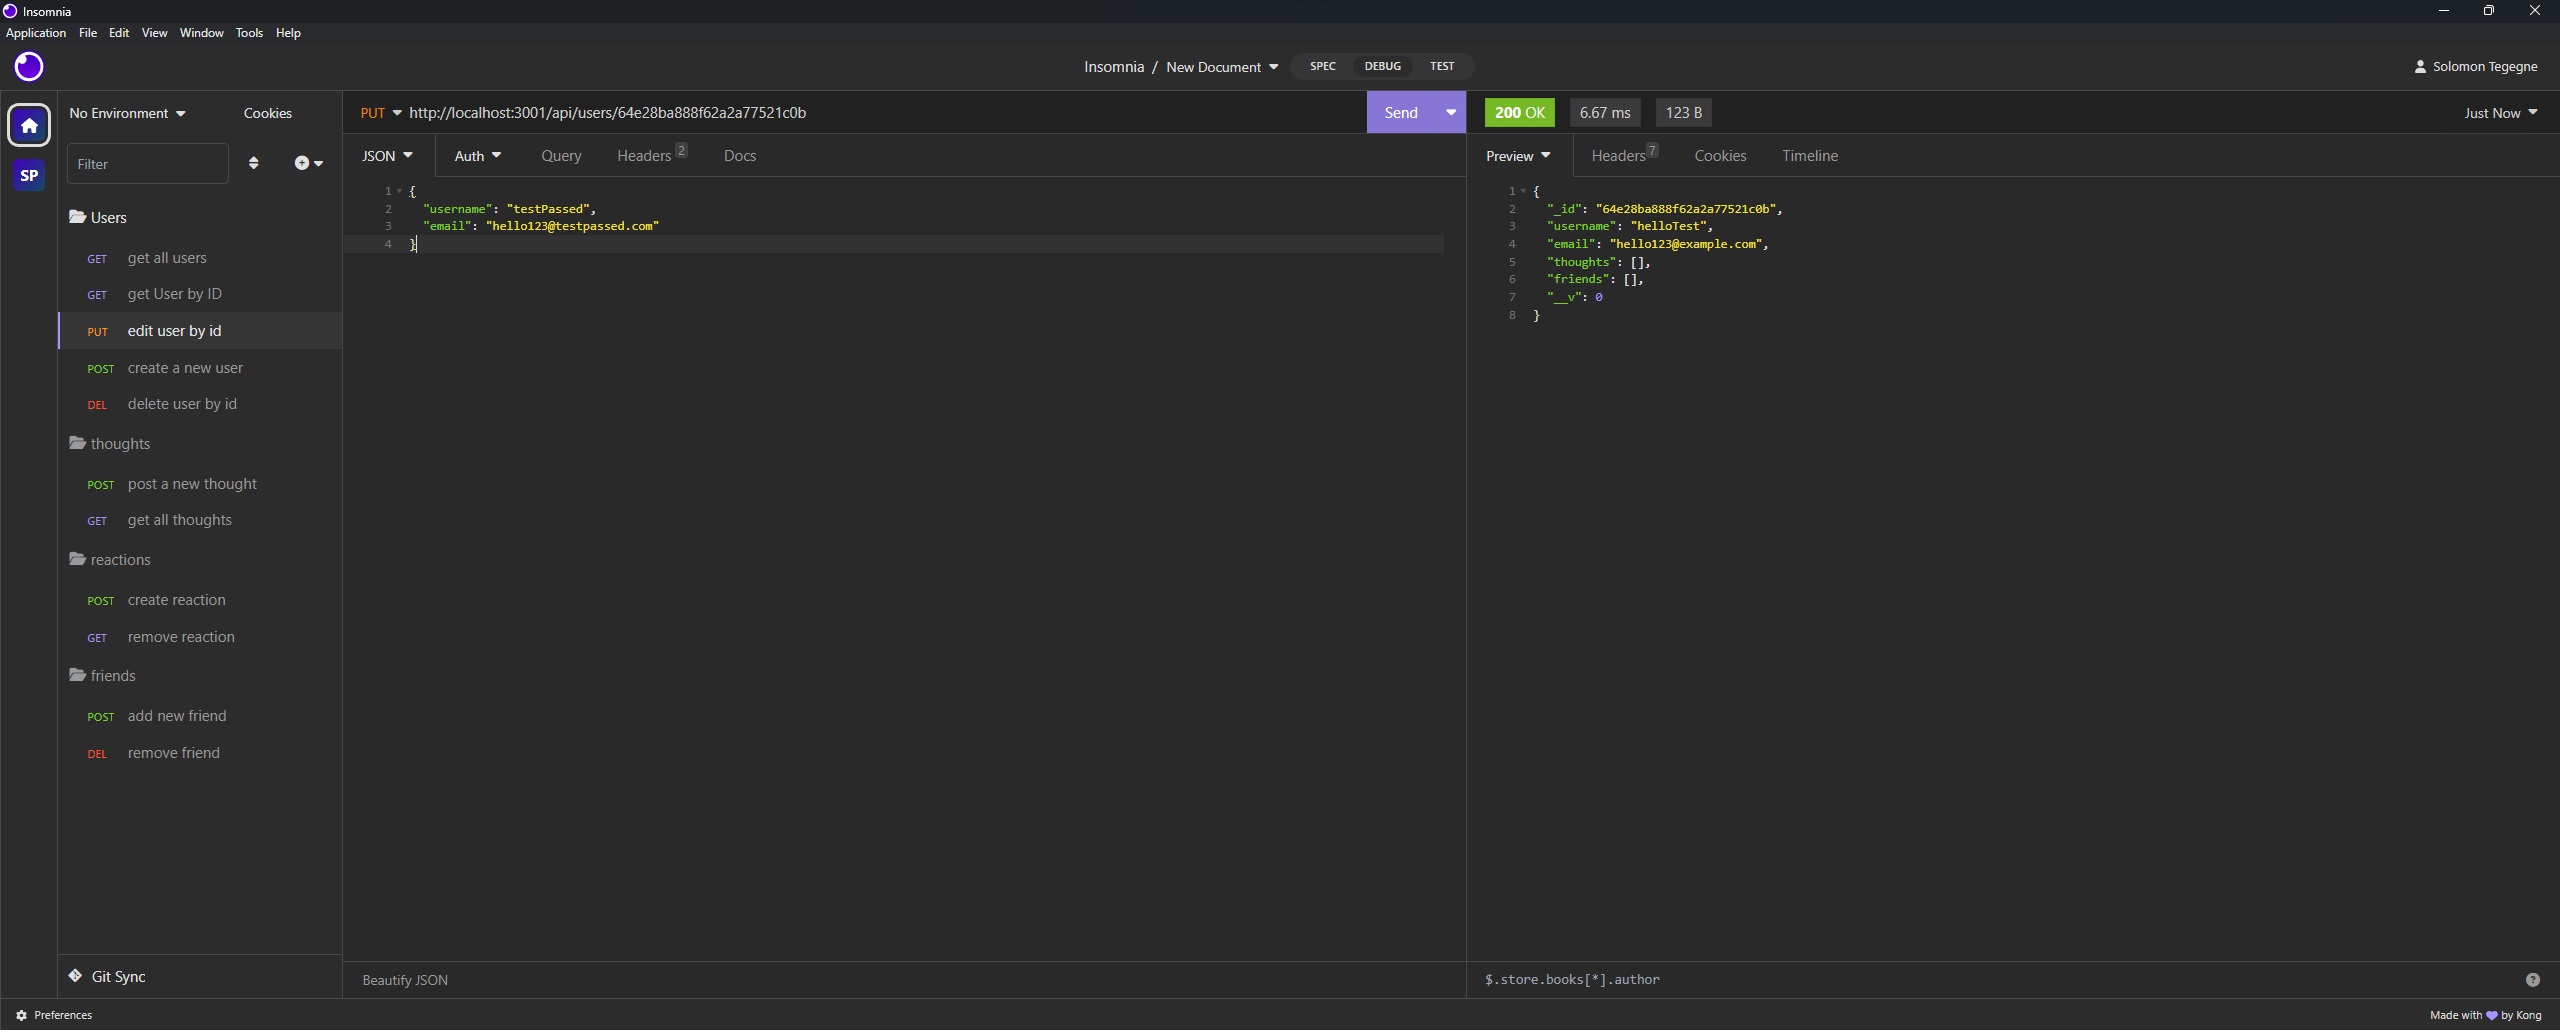 Insomnia
Application File Edit View Window Tools Help
Insomnia / New Document SPEC DEBUG TEST
Solomon Tegegne
SP
No Environment Cookies
Filter
Users
GET get all users
GET get User by ID
PUT edit user by id
POST create a new user
DEL delete user by id
thoughts
POST post a new thought
GET get all thoughts
reactions
POST create reaction
GET remove reaction
friends
POST add new friend
DEL remove friend
Git Sync
PUT http://localhost:3001/api/users/64e28ba888f62a2a77521c0b Send
JSON Auth Query Headers 2 Docs
1 {
2 "username": "testPassed",
3 "email": "hello123@testpassed.com"
4 }
Beautify JSON
200 OK 6.67 ms 123 B Just Now
Preview Headers 7 Cookies Timeline
1 {
2 "_id": "64e28ba888f62a2a77521c0b",
3 "username": "helloTest",
4 "email": "hello123@example.com",
5 "thoughts": [],
6 "friends": [],
7 "__v": 0
8 }
$.store.books[*].author ?
Preferences
Made with 💜 by Kong